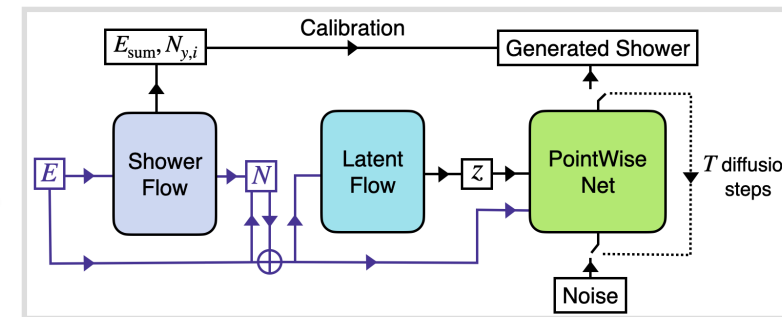 Calibration
E_sum, N_y,i
Generated Shower
E
Shower
Flow
N
Latent
Flow
z
PointWise
Net
T diffusio
steps
Noise